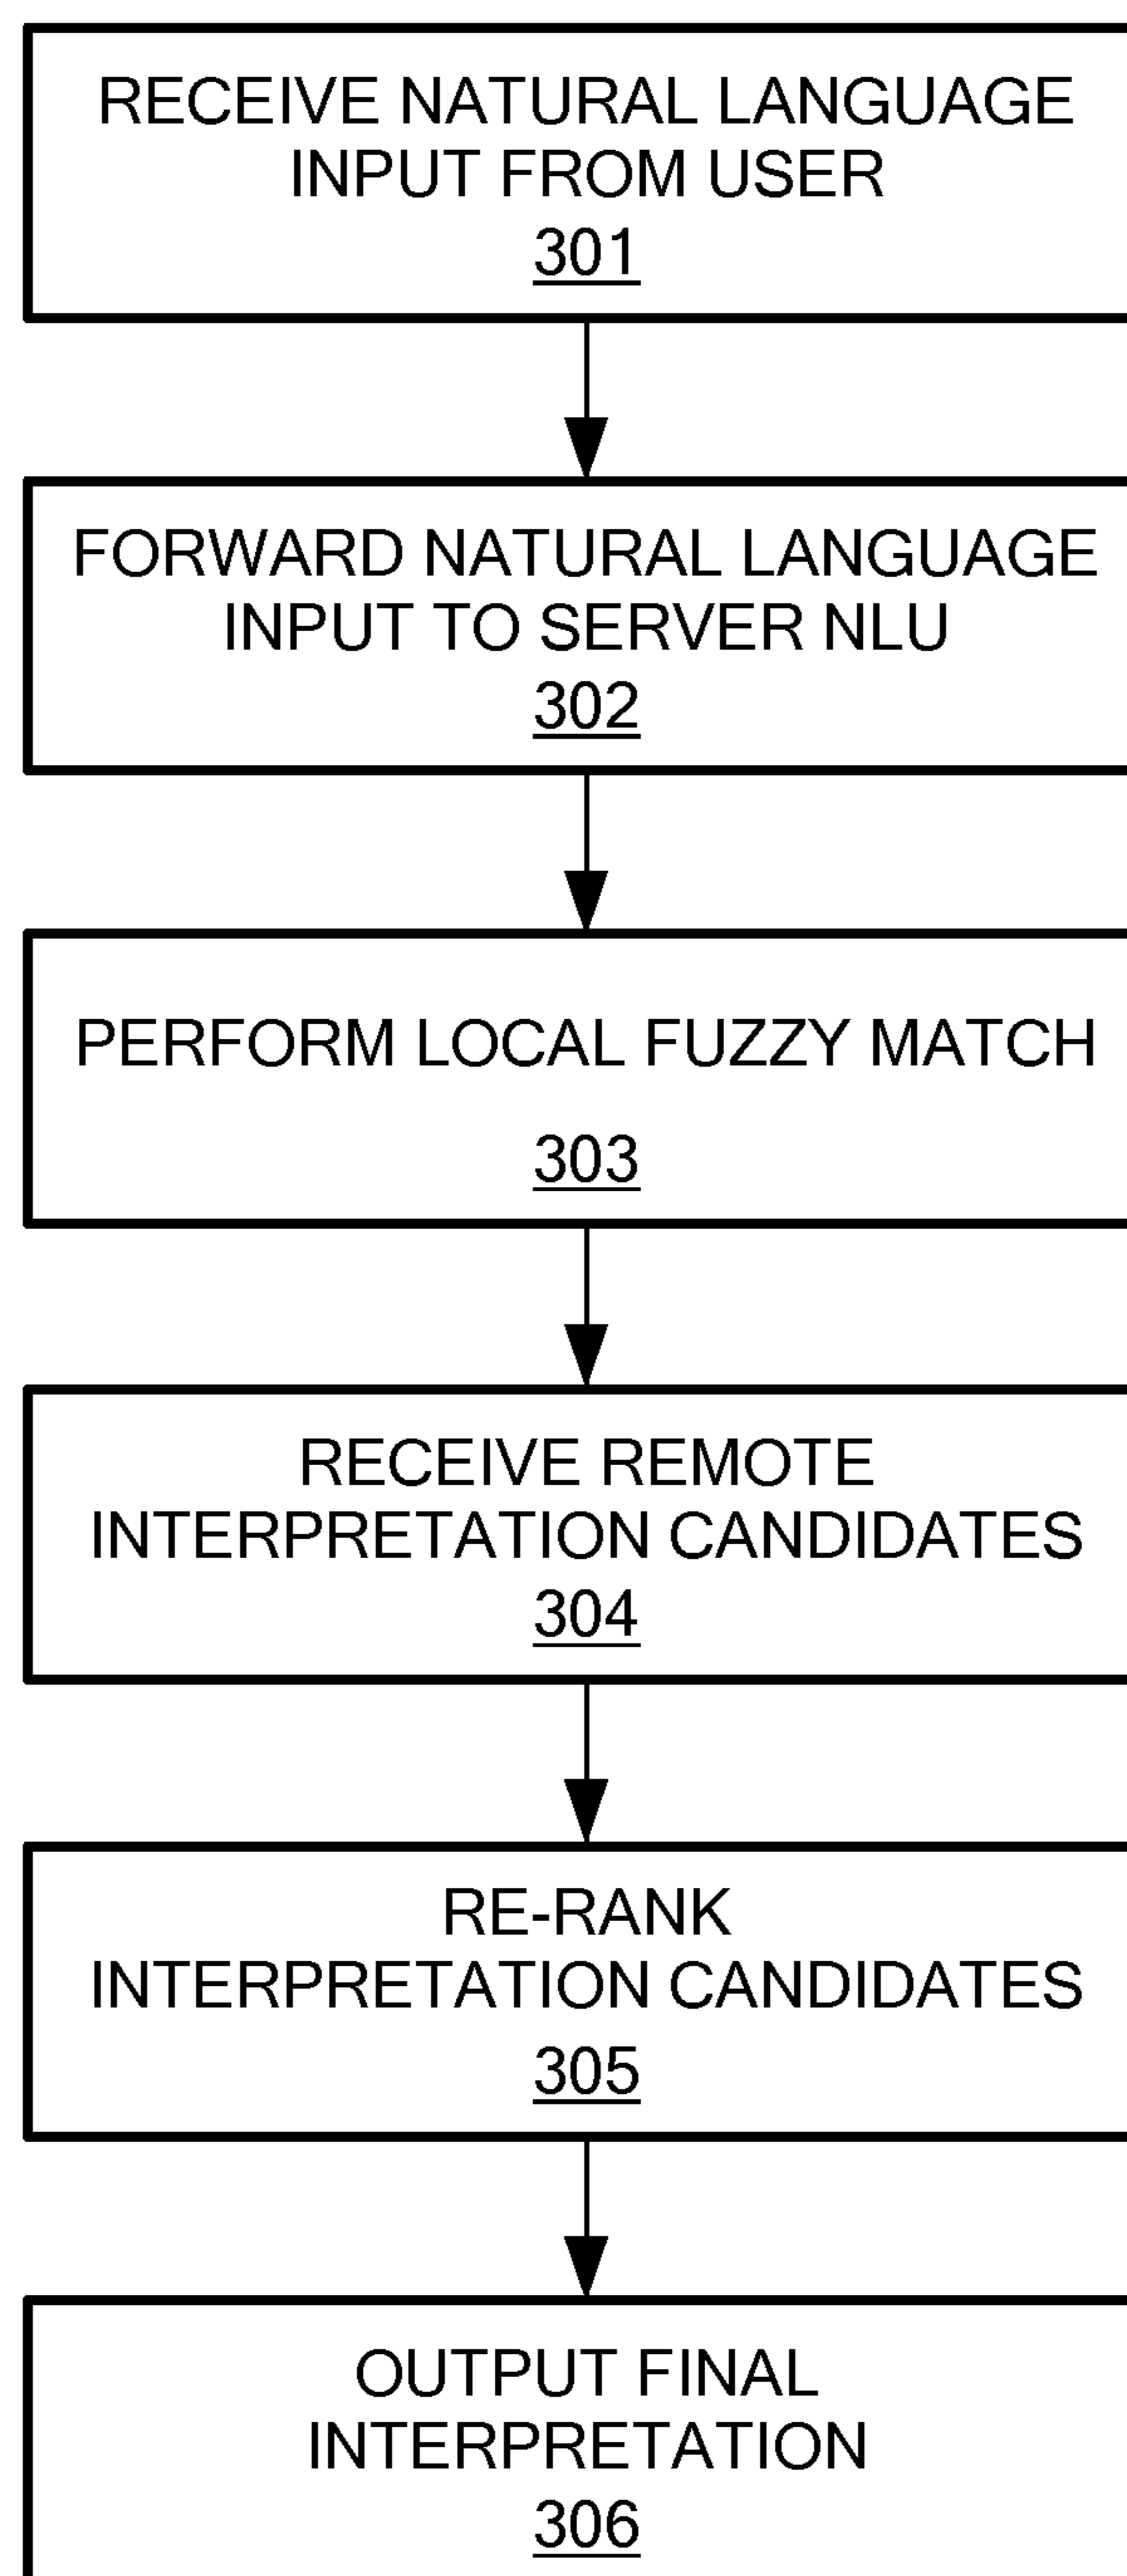 RECEIVE NATURAL LANGUAGE
INPUT FROM USER
301
FORWARD NATURAL LANGUAGE
INPUT TO SERVER NLU
302
PERFORM LOCAL FUZZY MATCH
303
RECEIVE REMOTE
INTERPRETATION CANDIDATES
304
RE-RANK
INTERPRETATION CANDIDATES
305
OUTPUT FINAL
INTERPRETATION
306